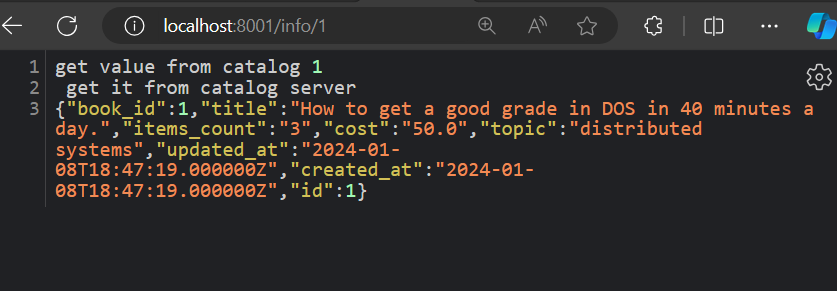 localhost:8001/info/1
1 get value from catalog 1
2 get it from catalog server
3 {"book_id":1,"title":"How to get a good grade in DOS in 40 minutes a
day.","items_count":"3","cost":"50.0","topic":"distributed
systems","updated_at":"2024-01-
08T18:47:19.000000Z","created_at":"2024-01-
08T18:47:19.000000Z","id":1}